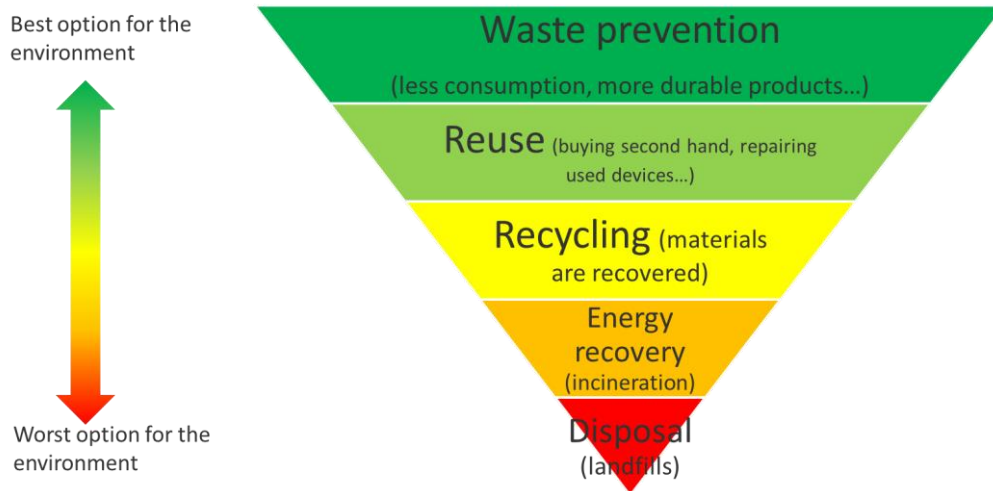 Best option for the
environment
Waste prevention
(less consumption, more durable products...)
Reuse (buying second hand, repairing
used devices...)
Recycling (materials
are recovered)
Energy
recovery
(incineration)
Disposal
(landfills)
Worst option for the
environment